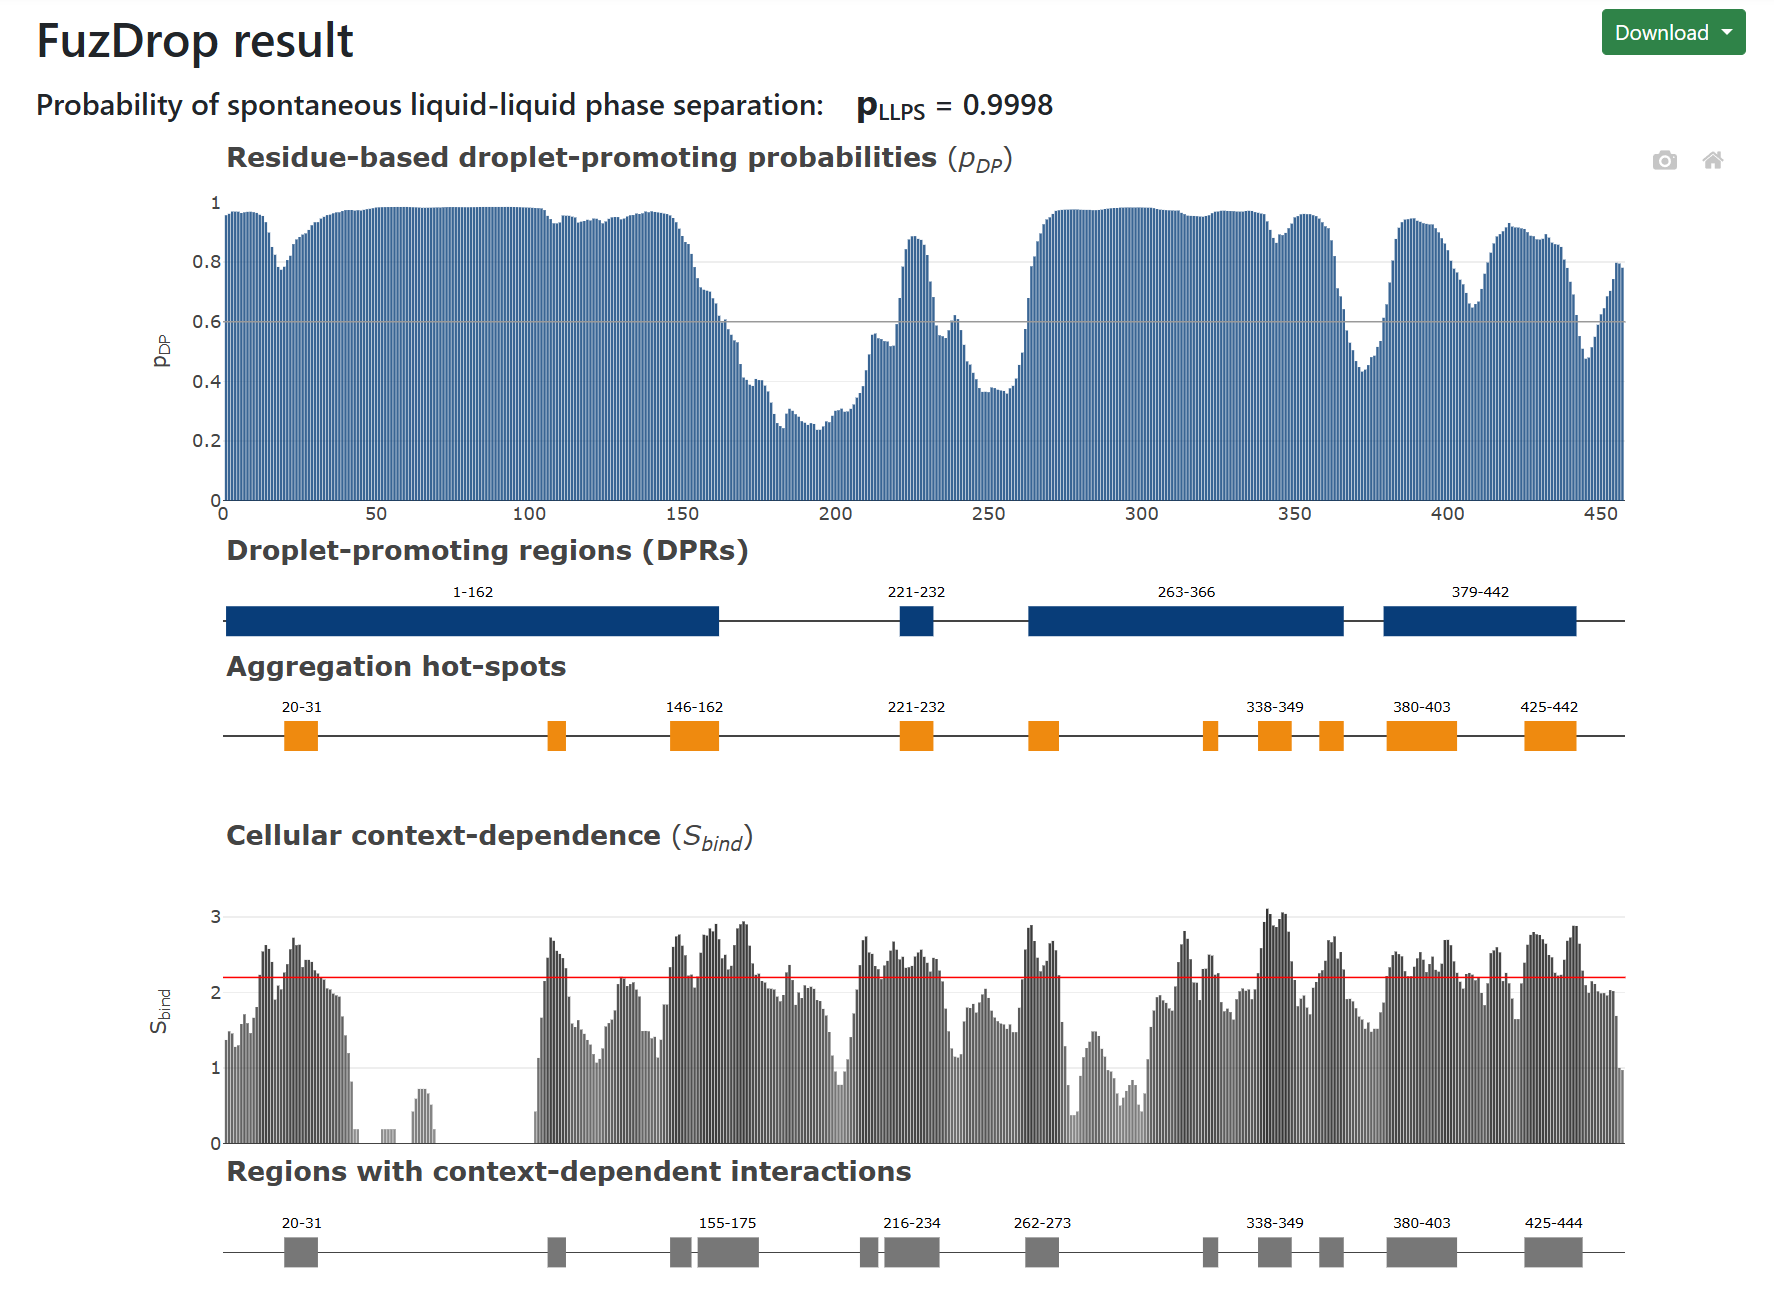 FuzDrop result
Download
Probability of spontaneous liquid-liquid phase separation: pLLPS = 0.9998
Residue-based droplet-promoting probabilities (pDP)
1
0.8
0.6
0.4
0.2
0
pDP
0 50 100 150 200 250 300 350 400 450
Droplet-promoting regions (DPRs)
1-162 221-232 263-366 379-442
Aggregation hot-spots
20-31 146-162 221-232 338-349 380-403 425-442
Cellular context-dependence (Sbind)
3
2
1
0
Sbind
Regions with context-dependent interactions
20-31 155-175 216-234 262-273 338-349 380-403 425-444